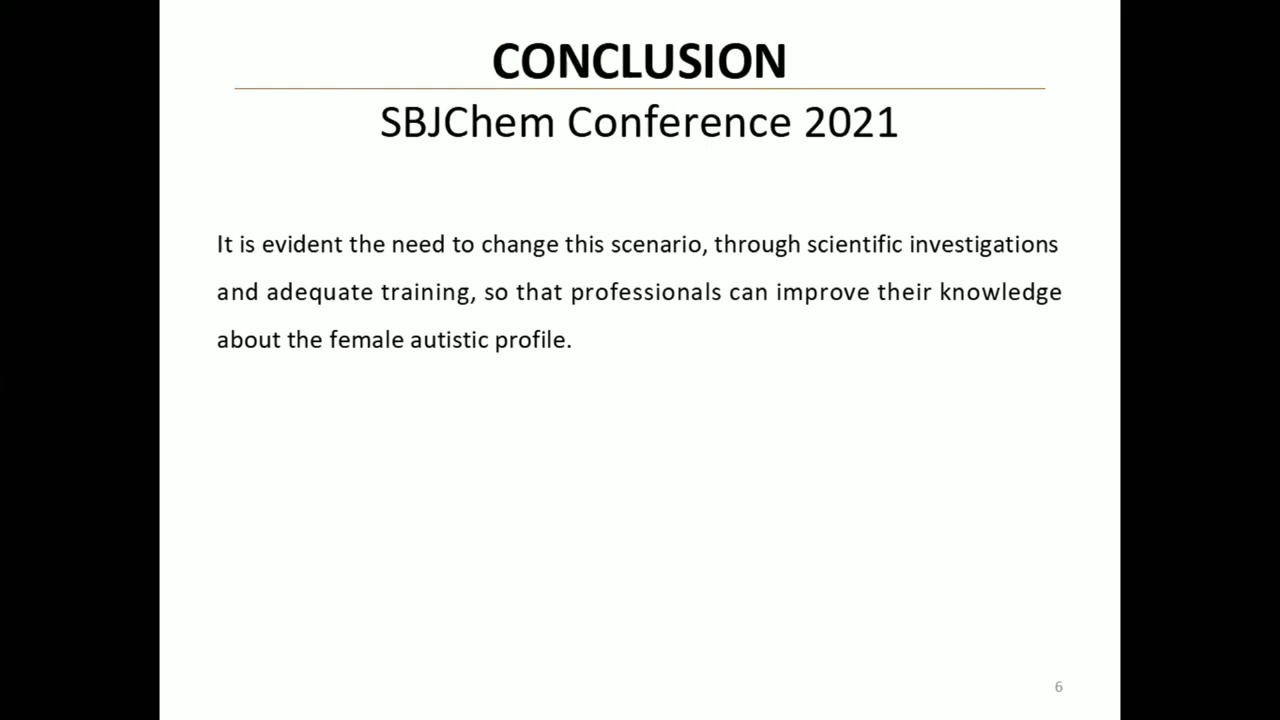 CONCLUSION
SBJChem Conference 2021
It is evident the need to change this scenario, through scientific investigations
and adequate training, so that professionals can improve their knowledge
about the female autistic profile.
6